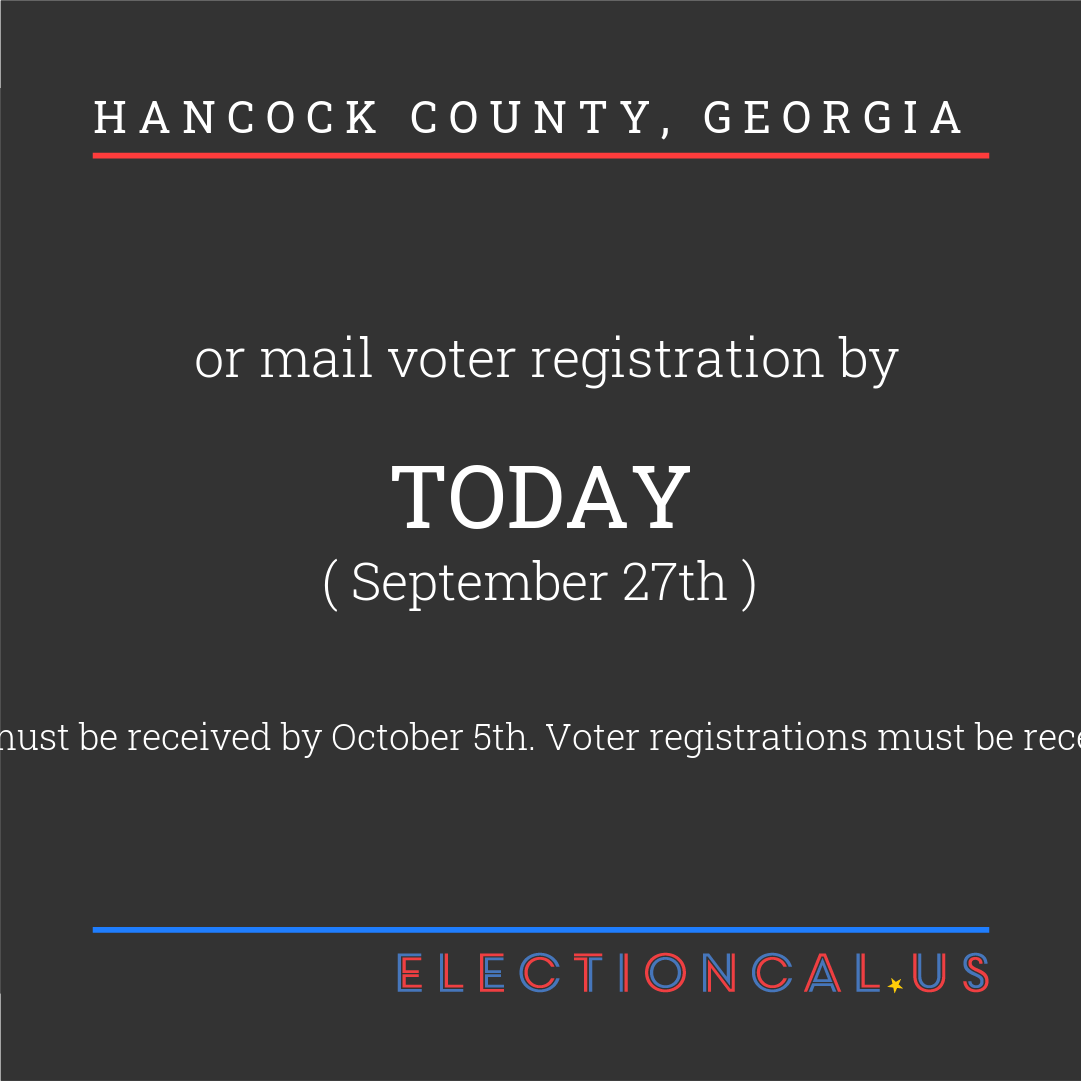 HANCOCK COUNTY, GEORGIA
or mail voter registration by
TODAY
( September 27th )
must be received by October 5th. Voter registrations must be
ELECTIONCAL.US